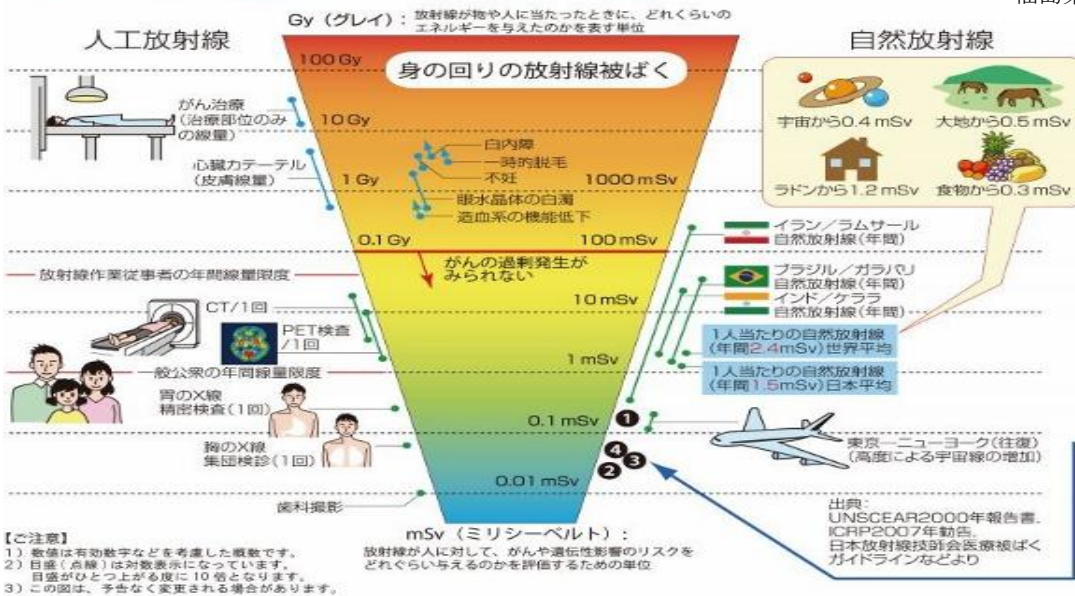 Gy（グレイ）：放射線が物や人に当たったときに、どれくらいの
エネルギーを与えたのかを表す単位
人工放射線
自然放射線
身の回りの放射線被ばく
100 Gy
がん治療
（治療部位のみ
の線量）
10 Gy
心臓カテーテル
（皮膚線量）
1 Gy
白内障
一時的脱毛
不妊
1000 mSv
眼水晶体の白濁
造血系の機能低下
0.1 Gy
100 mSv
がんの過剰発生が
みられない
宇宙から0.4 mSv
大地から0.5 mSv
ラドンから1.2 mSv
食物から0.3 mSv
イラン／ラムサール
自然放射線（年間）
放射線作業従事者の年間線量限度
ブラジル／ガラパリ
自然放射線（年間）
インド／ケララ
自然放射線（年間）
10 mSv
CT/1回
PET検査
/1回
1人当たりの自然放射線
（年間2.4mSv）世界平均
1 mSv
1人当たりの自然放射線
（年間1.5mSv）日本平均
一般公衆の年間線量限度
胃のX線
精密検査（1回）
0.1 mSv
1
東京―ニューヨーク（往復）
（高度による宇宙線の増加）
胸のX線
集団検診（1回）
4
3
2
0.01 mSv
歯科撮影
出典：
UNSCEAR2000年報告書、
ICRP2007年勧告、
日本放射線技師会医療被ばく
ガイドラインなどより
mSv（ミリシーベルト）：
放射線が人に対して、がんや遺伝性影響のリスクを
どれぐらい与えるのかを評価するための単位
【ご注意】
1）数値は有効数字などを考慮した概数です。
2）目盛（点線）は対数表示になっています。
目盛がひとつ上がる度に10倍となります。
3）この図は、予告なく変更される場合があります。